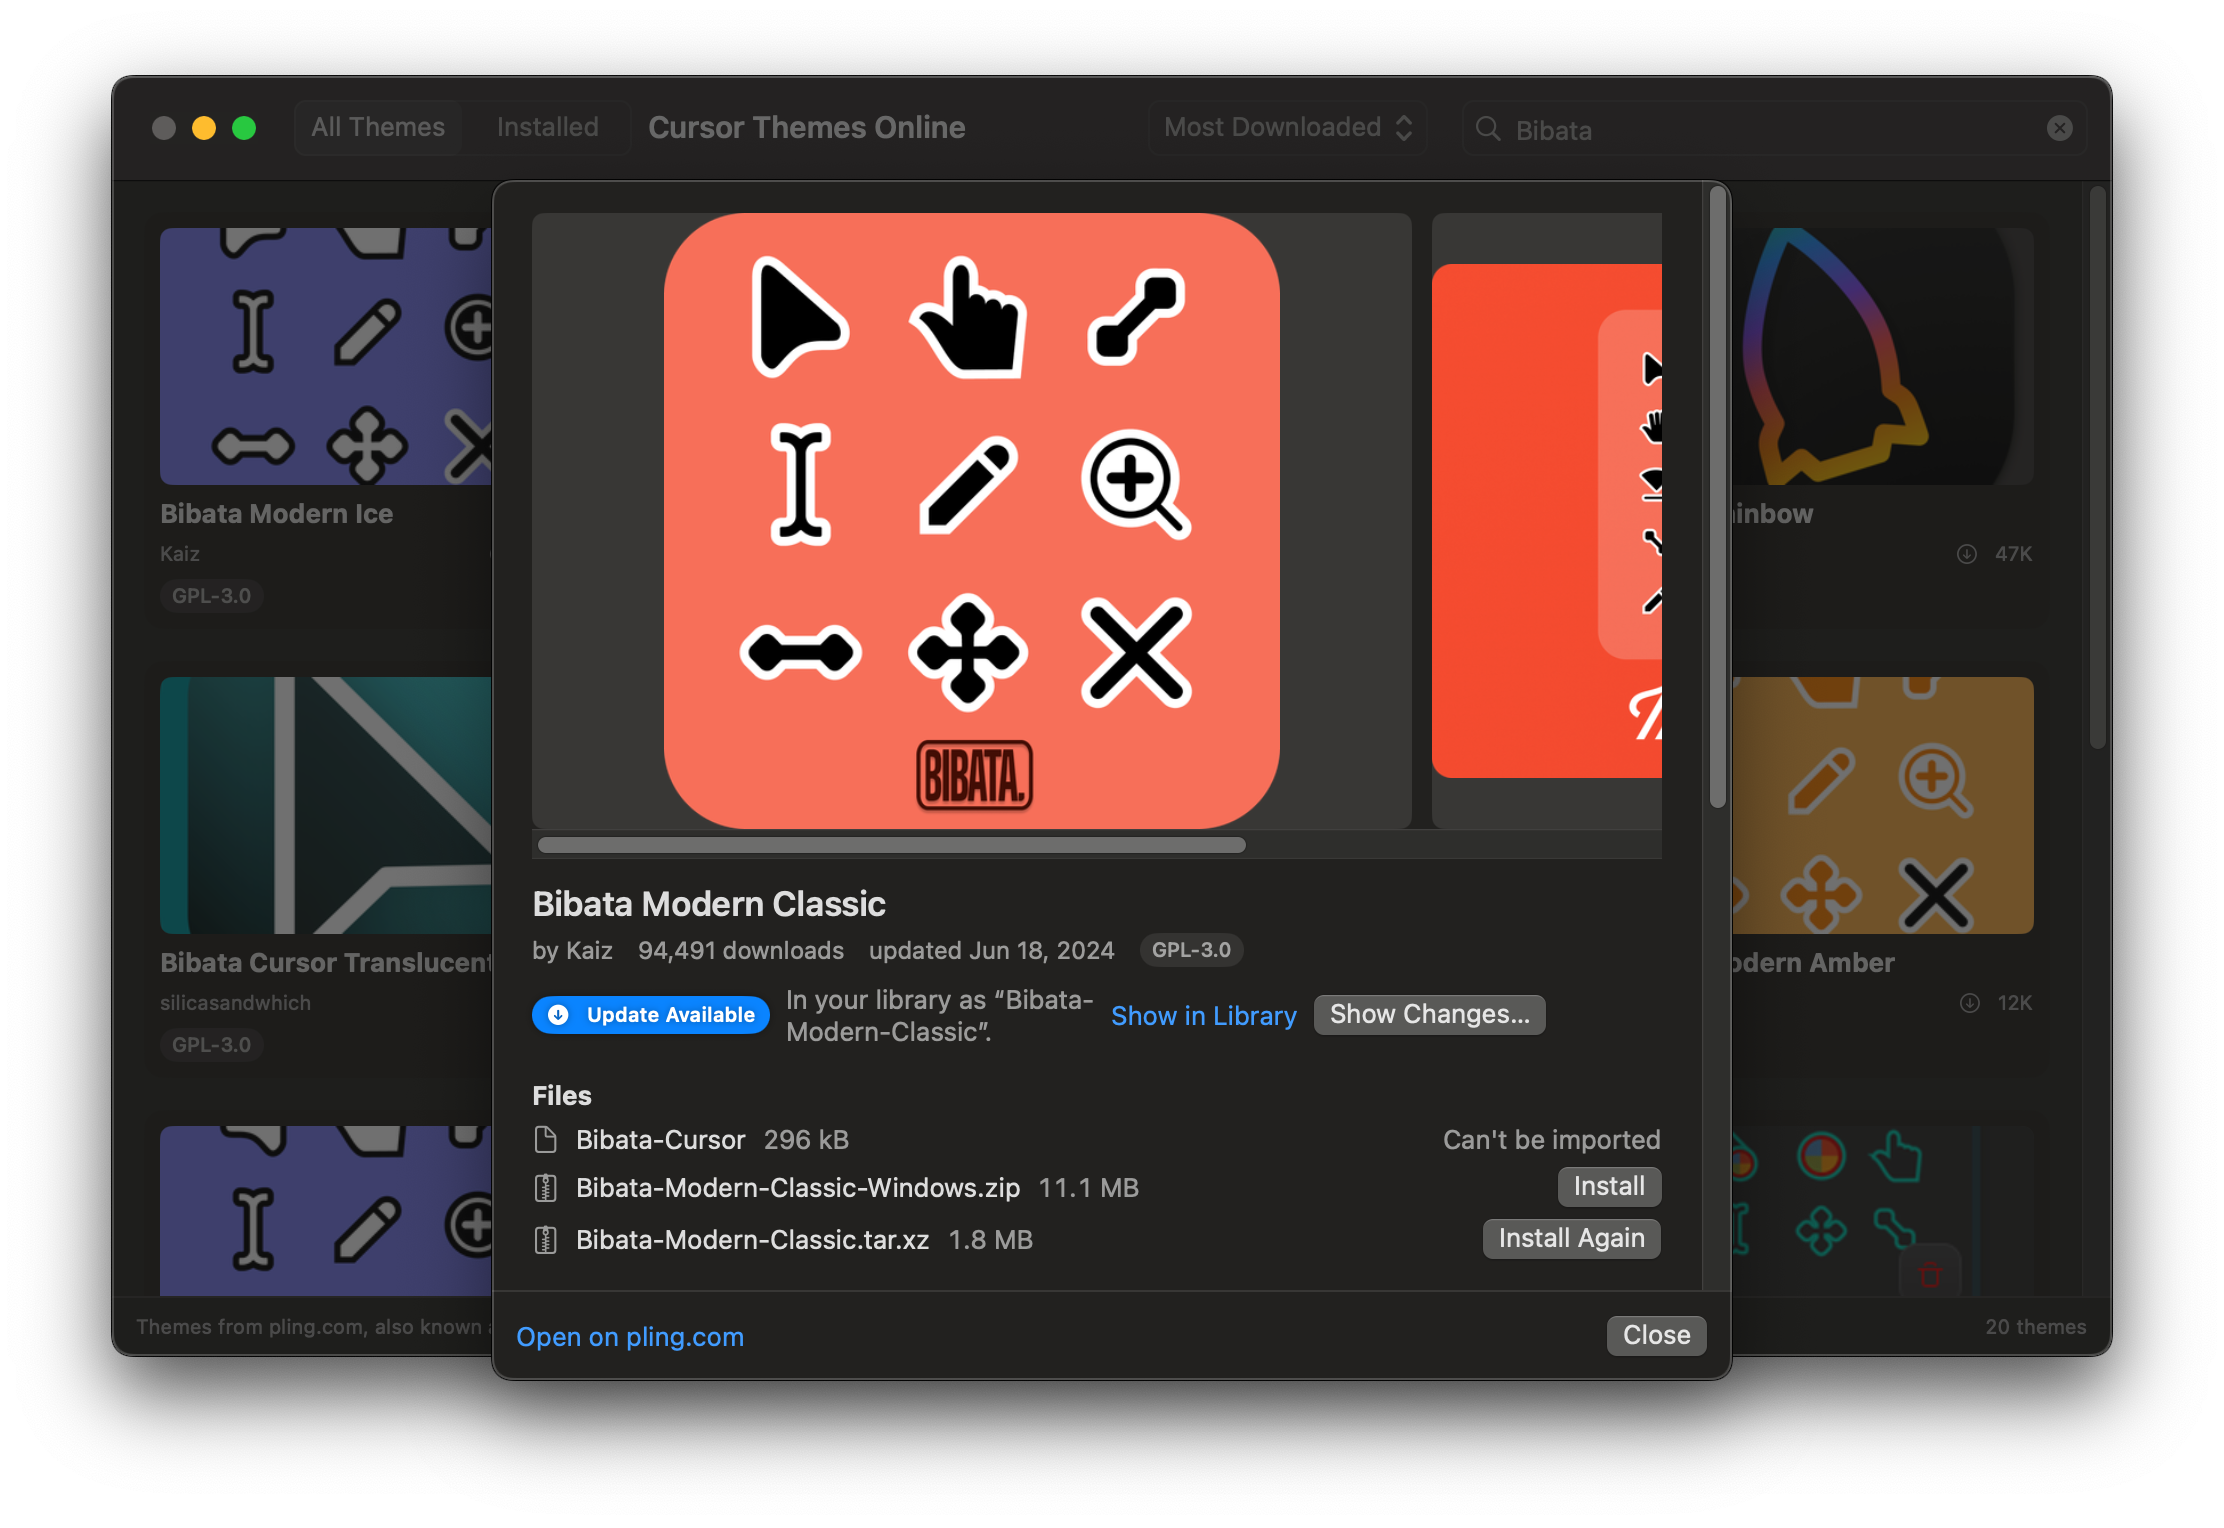 All Themes
Installed
Cursor Themes Online
Most Downloaded
Bibata
Bibata Modern Ice
Kaiz
GPL-3.0
Bibata Cursor Translucent
silicasandwhich
GPL-3.0
inbow
47K
dern Amber
12K
BIBATA.
Bibata Modern Classic
by Kaiz 94,491 downloads updated Jun 18, 2024 GPL-3.0
Update Available
In your library as “Bibata-
Modern-Classic”.
Show in Library
Show Changes...
Files
Bibata-Cursor 296 kB
Can't be imported
Bibata-Modern-Classic-Windows.zip 11.1 MB
Install
Bibata-Modern-Classic.tar.xz 1.8 MB
Install Again
Open on pling.com
Close
Themes from pling.com, also known
20 themes